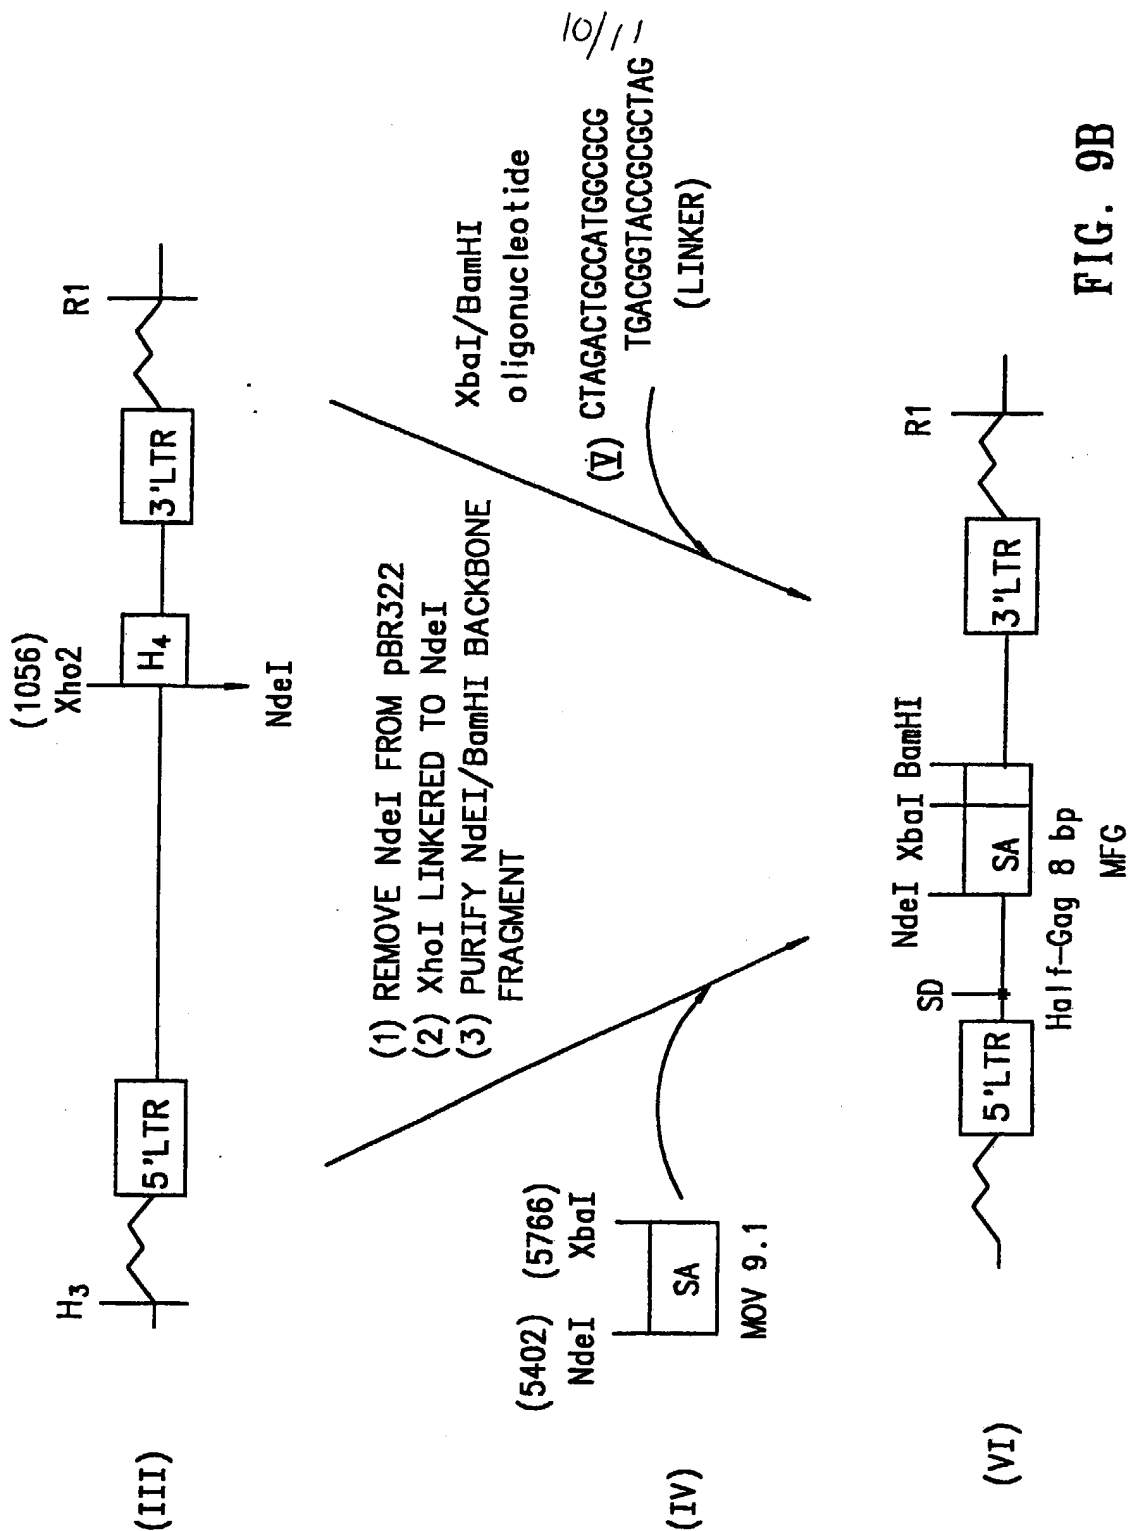 10/11
(III)
H3
5'LTR
(1056)
Xho2
H4
NdeI
3'LTR
R1
(1) REMOVE NdeI FROM pBR322
(2) XhoI LINKERED TO NdeI
(3) PURIFY NdEI/BamHI BACKBONE
FRAGMENT
XbaI/BamHI
oligonucleotide
(V) CTAGACTGCCATGGCGCG
TGACGGTACCGCGCTAG
(LINKER)
(IV)
(5402) (5766)
NdeI XbaI
SA
MOV 9.1
(VI)
5'LTR
SD
NdeI XbaI BamHI
SA
3'LTR
R1
Half-Gag 8 bp
MFG
FIG. 9B